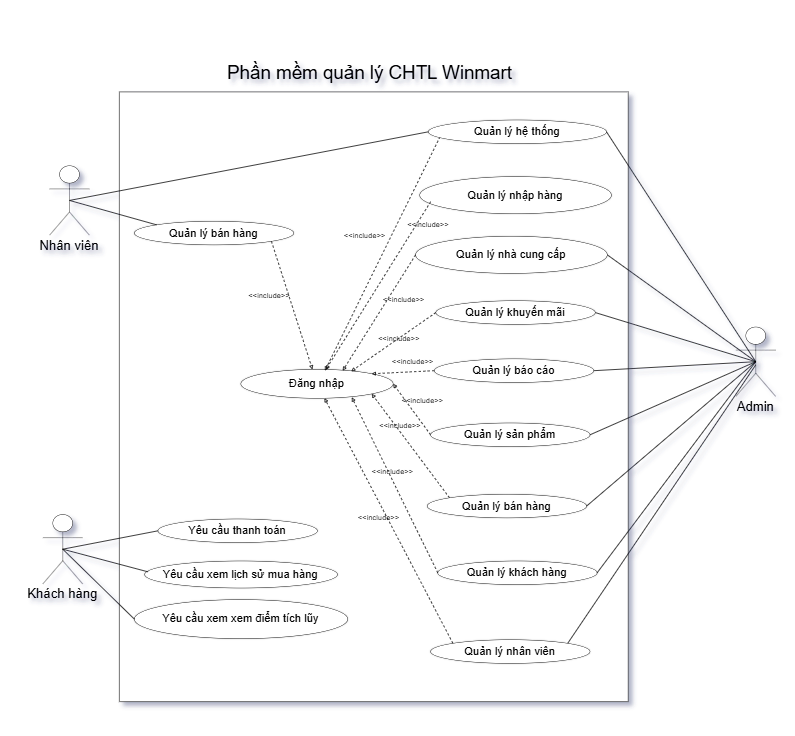 Phần mềm quản lý CHTL Winmart
Quản lý hệ thống
Quản lý nhập hàng
<<include>>
Nhân viên
Quản lý bán hàng
<<include>>
Quản lý nhà cung cấp
<<include>>
<<include>>
Quản lý khuyến mãi
<<include>>
Quản lý báo cáo
<<include>>
Đăng nhập
<<include>>
Admin
Quản lý sản phẩm
<<include>>
<<include>>
Quản lý bán hàng
<<include>>
Yêu cầu thanh toán
Quản lý khách hàng
Yêu cầu xem lịch sử mua hàng
Khách hàng
Yêu cầu xem xem điểm tích lũy
Quản lý nhân viên